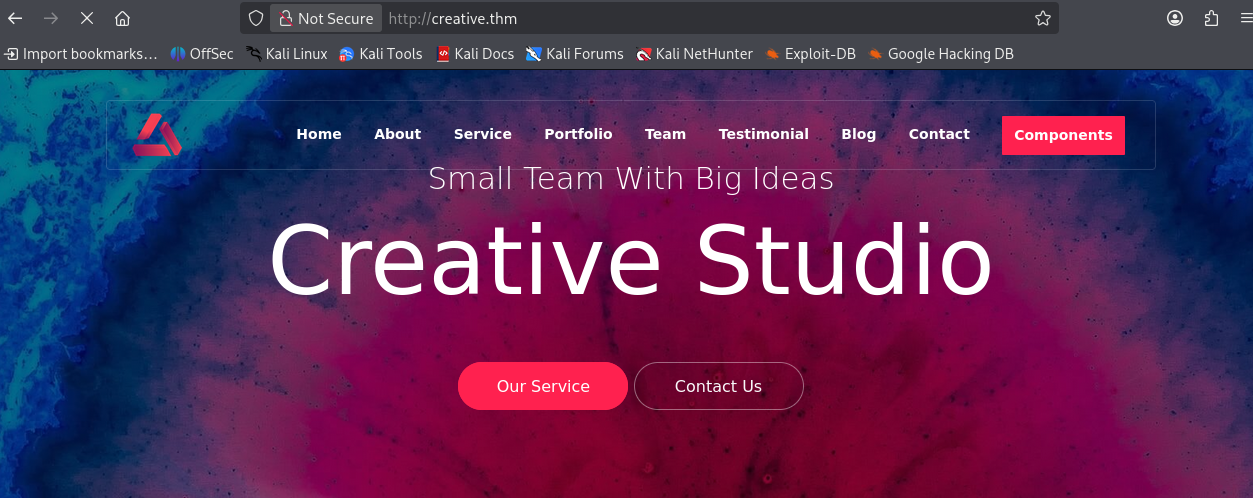 Not Secure http://creative.thm
Import bookmarks... OffSec Kali Linux Kali Tools Kali Docs Kali Forums Kali NetHunter Exploit-DB Google Hacking DB
Home About Service Portfolio Team Testimonial Blog Contact Components
Small Team With Big Ideas
Creative Studio
Our Service Contact Us